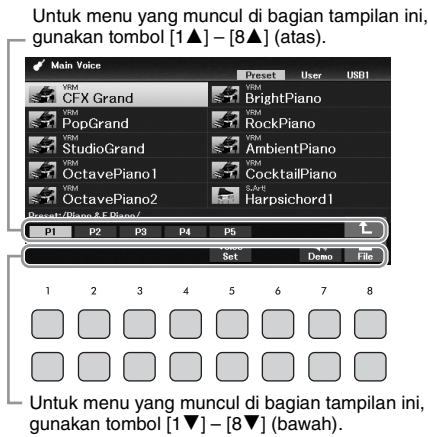 Untuk menu yang muncul di bagian tampilan ini,
gunakan tombol [1▲] – [8▲] (atas).
Main Voice
Preset User USB1
VRM CFX Grand VRM BrightPiano
VRM PopGrand VRM RockPiano
VRM StudioGrand VRM AmbientPiano
VRM OctavePiano1 VRM CocktailPiano
VRM OctavePiano2 S.Art! Harpsichord1
Preset:/Piano & E.Piano/
P1 P2 P3 P4 P5
Voice
Set Demo File
1 2 3 4 5 6 7 8
Untuk menu yang muncul di bagian tampilan ini,
gunakan tombol [1▼] – [8▼] (bawah).